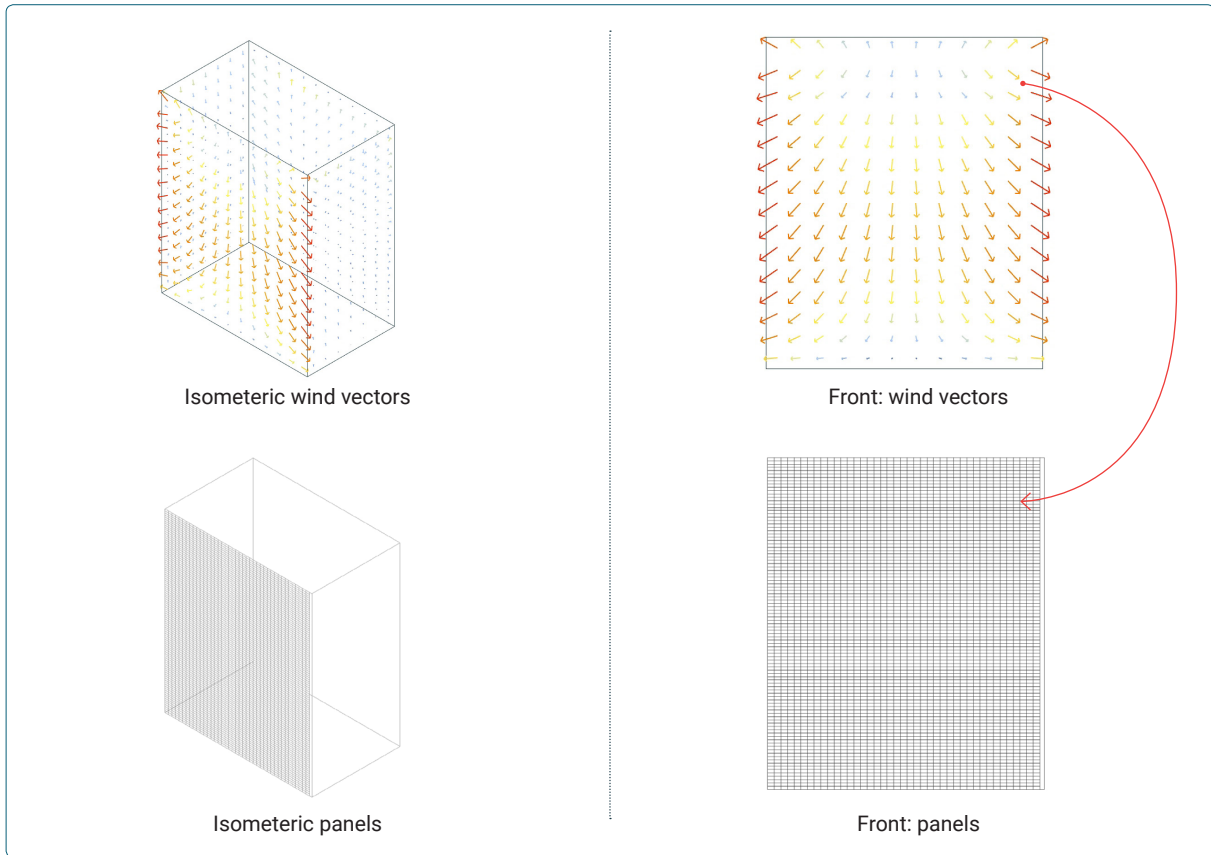 Isometeric wind vectors
Front: wind vectors
Isometeric panels
Front: panels